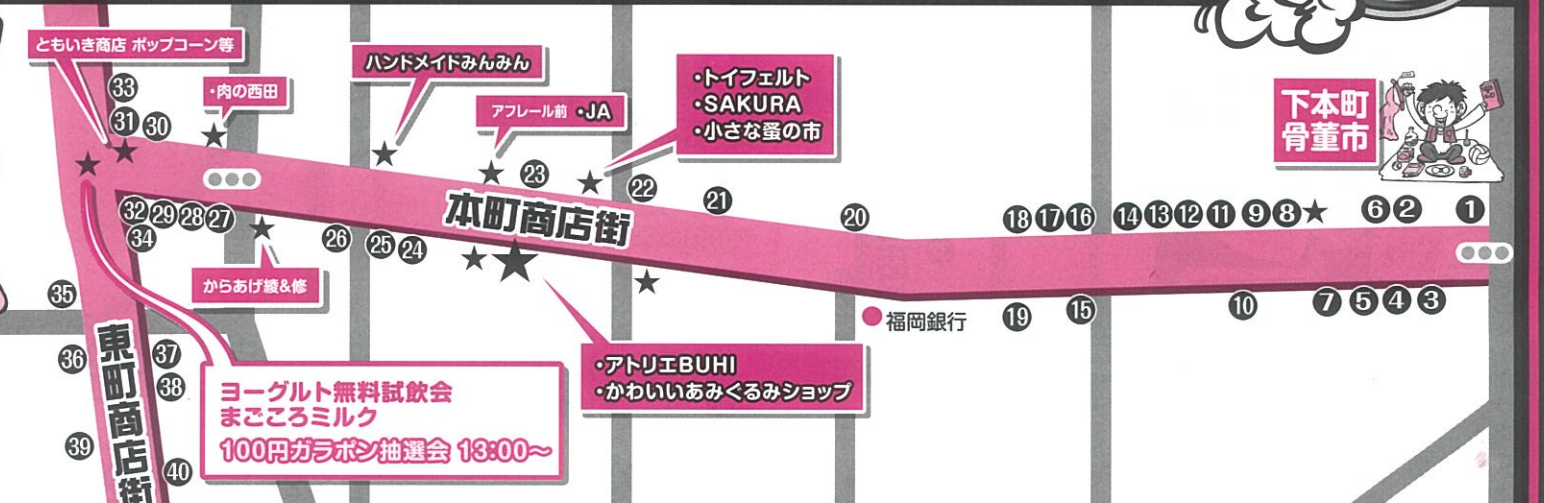 ともいき商店 ポップコーン等
・肉の西田
ハンドメイドみんみん
アフレール前 ・JA
・トイフェルト
・SAKURA
・小さな蚤の市
下本町
骨董市
33
31 30
23
22
21
20
18 17 16 14 13 12 11 9 8 6 2 1
本町商店街
32 29 28 27
34
26
25 24
からあげ綾&修
福岡銀行
19
15
10
7 5 4 3
35
36
37
38
39
40
東町商店街
・アトリエBUHI
・かわいいあみぐるみショップ
ヨーグルト無料試飲会
まごころミルク
100円ガラポン抽選会 13:00〜